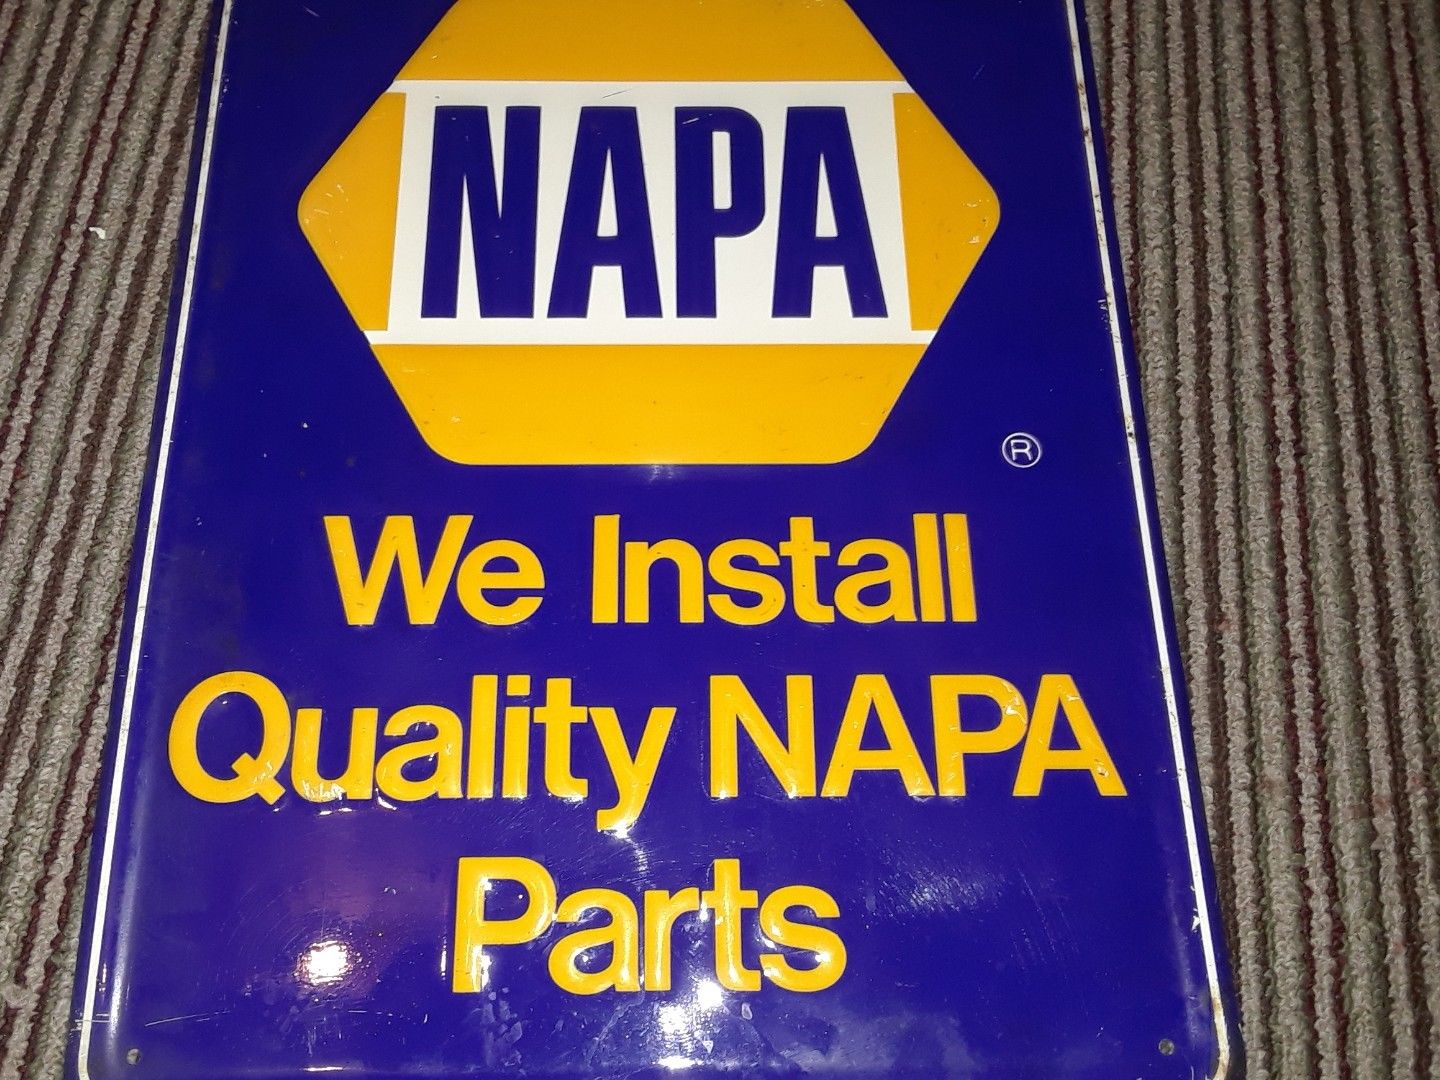 NAPA
®
We Install
Quality NAPA
Parts